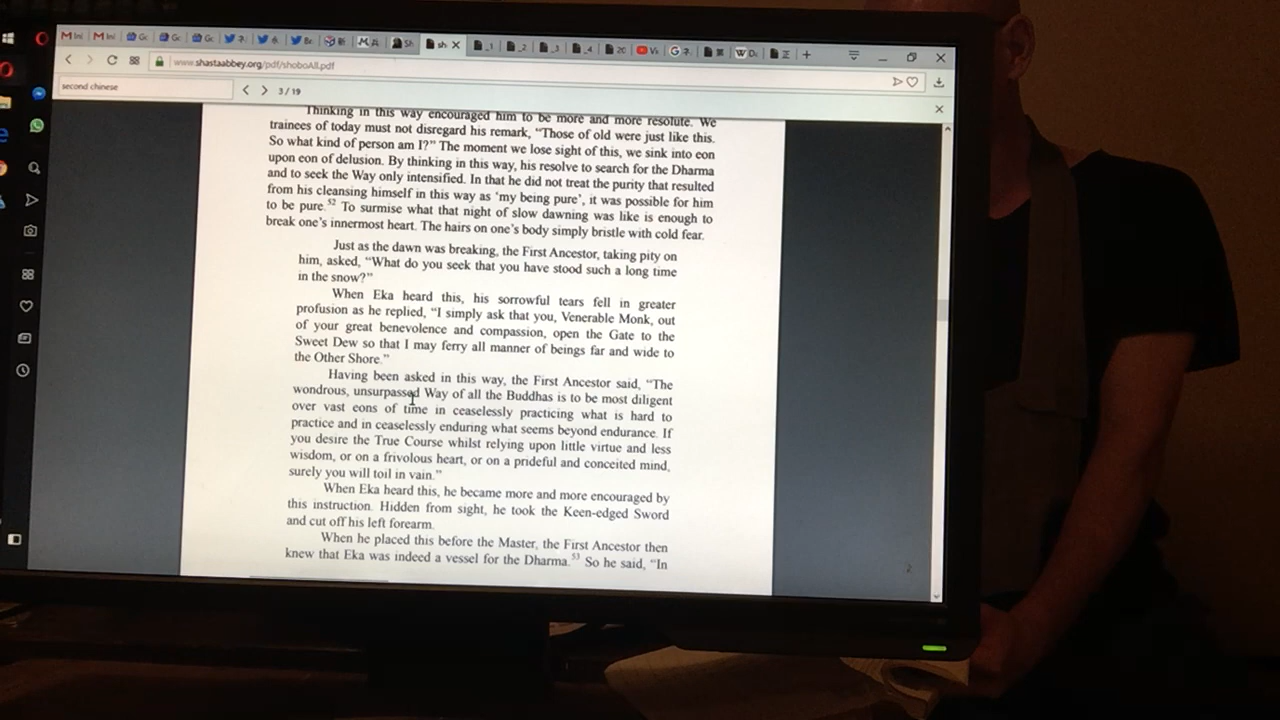 www.shastaabbey.org/pdf/shoboAll.pdf
second chinese
3 / 19
Thinking in this way encouraged him to be more and more resolute. We
trainees of today must not disregard his remark, “Those of old were just like this.
So what kind of person am I?” The moment we lose sight of this, we sink into eon
upon eon of delusion. By thinking in this way, his resolve to search for the Dharma
and to seek the Way only intensified. In that he did not treat the purity that resulted
from his cleansing himself in this way as ‘my being pure’, it was possible for him
to be pure.52 To surmise what that night of slow dawning was like is enough to
break one’s innermost heart. The hairs on one’s body simply bristle with cold fear.
Just as the dawn was breaking, the First Ancestor, taking pity on
him, asked, “What do you seek that you have stood such a long time
in the snow?”
When Eka heard this, his sorrowful tears fell in greater
profusion as he replied, “I simply ask that you, Venerable Monk, out
of your great benevolence and compassion, open the Gate to the
Sweet Dew so that I may ferry all manner of beings far and wide to
the Other Shore.”
Having been asked in this way, the First Ancestor said, “The
wondrous, unsurpassed Way of all the Buddhas is to be most diligent
over vast eons of time in ceaselessly practicing what is hard to
practice and in ceaselessly enduring what seems beyond endurance. If
you desire the True Course whilst relying upon little virtue and less
wisdom, or on a frivolous heart, or on a prideful and conceited mind,
surely you will toil in vain.”
When Eka heard this, he became more and more encouraged by
this instruction. Hidden from sight, he took the Keen-edged Sword
and cut off his left forearm.
When he placed this before the Master, the First Ancestor then
knew that Eka was indeed a vessel for the Dharma.53 So he said, “In